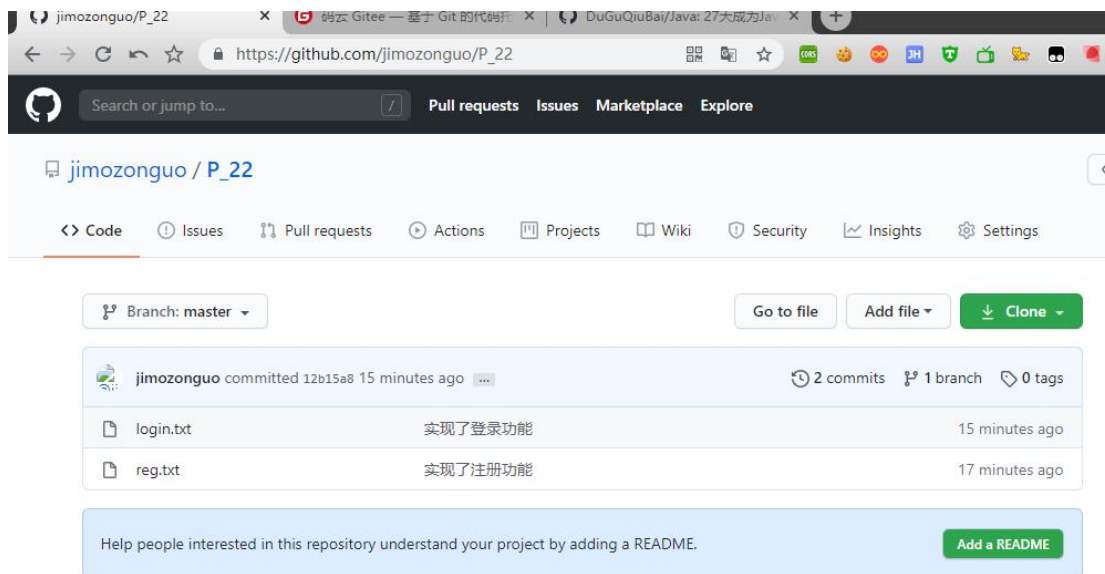 jimozonguo/P_22 × 码云 Gitee — 基于 Git 的代码托 × DuGuQiuBai/Java: 27天成为Jav × +
https://github.com/jimozonguo/P_22
CORS JH
Search or jump to... / Pull requests Issues Marketplace Explore
jimozonguo / P_22
<> Code Issues Pull requests Actions Projects Wiki Security Insights Settings
Branch: master Go to file Add file Clone
jimozonguo committed 12b15a8 15 minutes ago ... 2 commits 1 branch 0 tags
login.txt 实现了登录功能 15 minutes ago
reg.txt 实现了注册功能 17 minutes ago
Help people interested in this repository understand your project by adding a README. Add a README